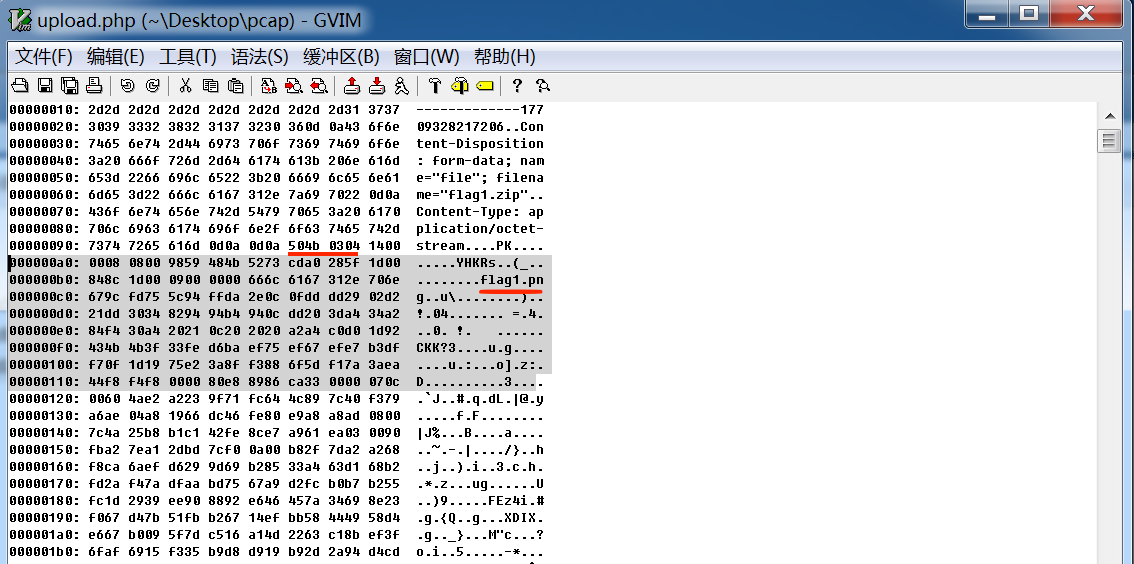 upload.php (~\Desktop\pcap) - GVIM
文件(F) 编辑(E) 工具(T) 语法(S) 缓冲区(B) 窗口(W) 帮助(H)
00000010: 2d2d 2d2d 2d2d 2d2d 2d2d 2d2d 2d31 3737 -------------177
00000020: 3039 3332 3832 3137 3230 360d 0a43 6f6e 09328217206..Con
00000030: 7465 6e74 2d44 6973 706f 7369 7469 6f6e tent-Disposition
00000040: 3a20 666f 726d 2d64 6174 613b 206e 616d : form-data; nam
00000050: 653d 2266 696c 6522 3b20 6669 6c65 6e61 e="file"; filena
00000060: 6d65 3d22 666c 6167 312e 7a69 7022 0d0a me="flag1.zip"..
00000070: 436f 6e74 656e 742d 5479 7065 3a20 6170 Content-Type: ap
00000080: 706c 6963 6174 696f 6e2f 6f63 7465 742d plication/octet-
00000090: 7374 7265 616d 0d0a 0d0a 504b 0304 1400 stream....PK....
000000a0: 0008 0800 9859 484b 5273 cda0 285f 1d00 .....YHKRs..(_..
000000b0: 848c 1d00 0900 0000 666c 6167 312e 706e ........flag1.pn
000000c0: 679c fd75 5c94 ffda 2e0c 0fdd dd29 02d2 g..u\........)..
000000d0: 21dd 3034 8294 94b4 940c dd20 3da4 34a2 !.04....... =.4.
000000e0: 84f4 30a4 2021 0c20 2020 a2a4 c0d0 1d92 ..0. !.   ......
000000f0: 434b 4b3f 33fe d6ba ef75 ef67 efe7 b3df CKK?3....u.g....
00000100: f70f 1d19 75e2 3a8f f388 6f5d f17a 3aea ....u.:...o].z:.
00000110: 44f8 f4f8 0000 80e8 8986 ca33 0000 070c D..........3....
00000120: 0060 4ae2 a223 9f71 fc64 4c89 7c40 f379 .`J..#.q.dL.|@.y
00000130: a6ae 04a8 1966 dc46 fe80 e9a8 a8ad 0800 .....f.F........
00000140: 7c4a 25b8 b1c1 42fe 8ce7 a961 ea03 0090 |J%...B....a....
00000150: fba2 7ea1 2dbd 7cf0 0a00 b82f 7da2 a268 ..~.-.|..../}..h
00000160: f8ca 6aef d629 9d69 b285 33a4 63d1 68b2 ..j..).i..3.c.h.
00000170: fd2a f47a dfaa bd75 67a9 d2fc b0b7 b255 .*.z...ug......U
00000180: fc1d 2939 ee90 8892 e646 457a 3469 8e23 ..)9.....FEz4i.#
00000190: f067 d47b 51fb b267 14ef bb58 4449 58d4 .g.{Q..g...XDIX.
000001a0: e667 b009 5f7d c516 a14d 2263 c18b ef3f .g.._}...M"c...?
000001b0: 6faf 6915 f335 b9d8 d919 b92d 2a94 d4cd o.i..5.....-*...